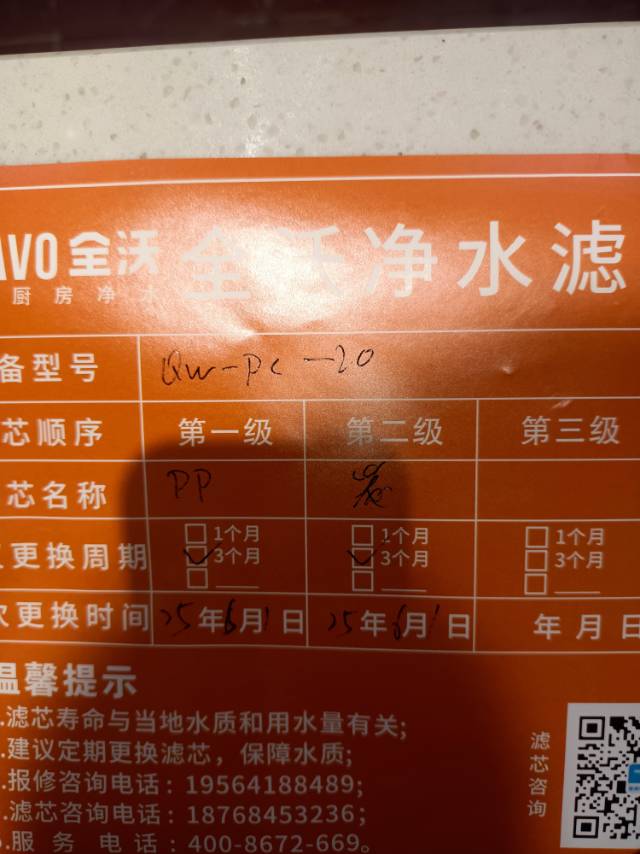 AVO 全沃 全沃净水滤
厨房净水
备型号 QW-PC-20
芯顺序 第一级 第二级 第三级
芯名称 PP
更换周期 □1个月 □3个月 □___ □1个月 □3个月 □___ □1个月 □3个月 □___
次更换时间 25年6月1日 25年6月1日 年月日
温馨提示
.滤芯寿命与当地水质和用水量有关;
.建议定期更换滤芯，保障水质;
.报修咨询电话：19564188489;
.滤芯咨询电话：18768453236;
.服务电话：400-8672-669。
滤芯咨询